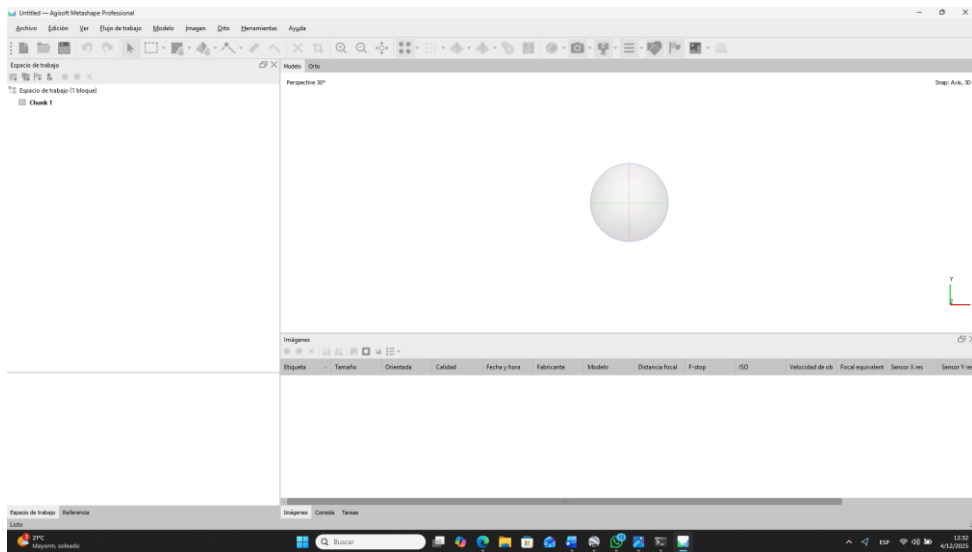 Untitled — Agisoft Metashape Professional
Archivo Edición Ver Flujo de trabajo Modelo Imagen Orto Herramientas Ayuda
Espacio de trabajo
Modelo Orto
Perspective 30°
Snap: Axis, 3D
Espacio de trabajo (1 bloque)
Chunk 1
Y
Imágenes
Etiqueta Tamaño Orientada Calidad Fecha y hora Fabricante Modelo Distancia focal F-stop ISO Velocidad de ob Focal equivalent Sensor X res Sensor Y res
Espacio de trabajo Referencia
Imágenes Consola Tareas
Listo
21°C
Mayorm. soleado
Buscar
ESP
12:32
4/12/2025